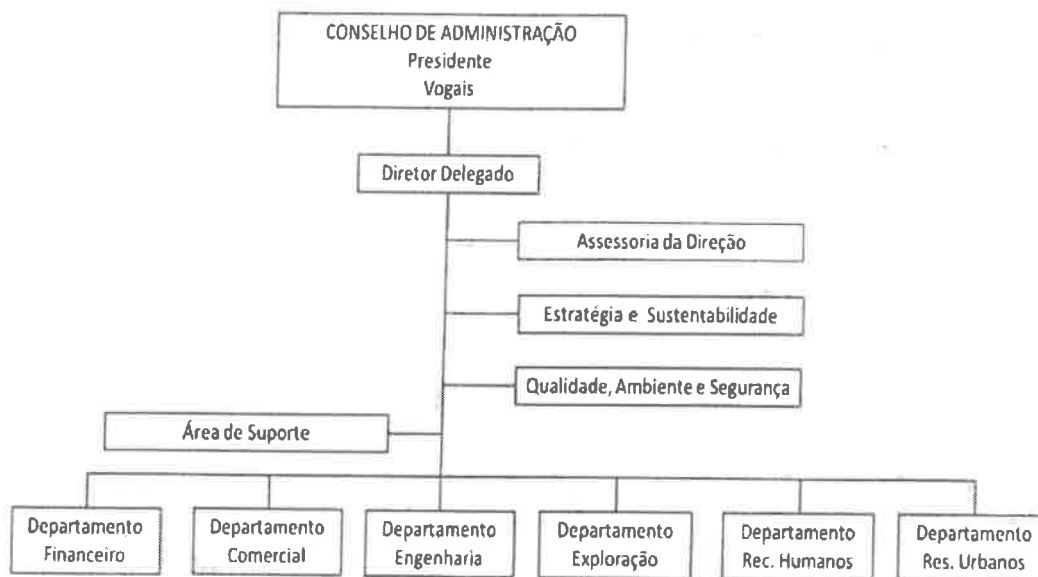 CONSELHO DE ADMINISTRAÇÃO
Presidente
Vogais
Diretor Delegado
Assessoria da Direção
Estratégia e Sustentabilidade
Qualidade, Ambiente e Segurança
Área de Suporte
Departamento
Financeiro
Departamento
Comercial
Departamento
Engenharia
Departamento
Exploração
Departamento
Rec. Humanos
Departamento
Res. Urbanos